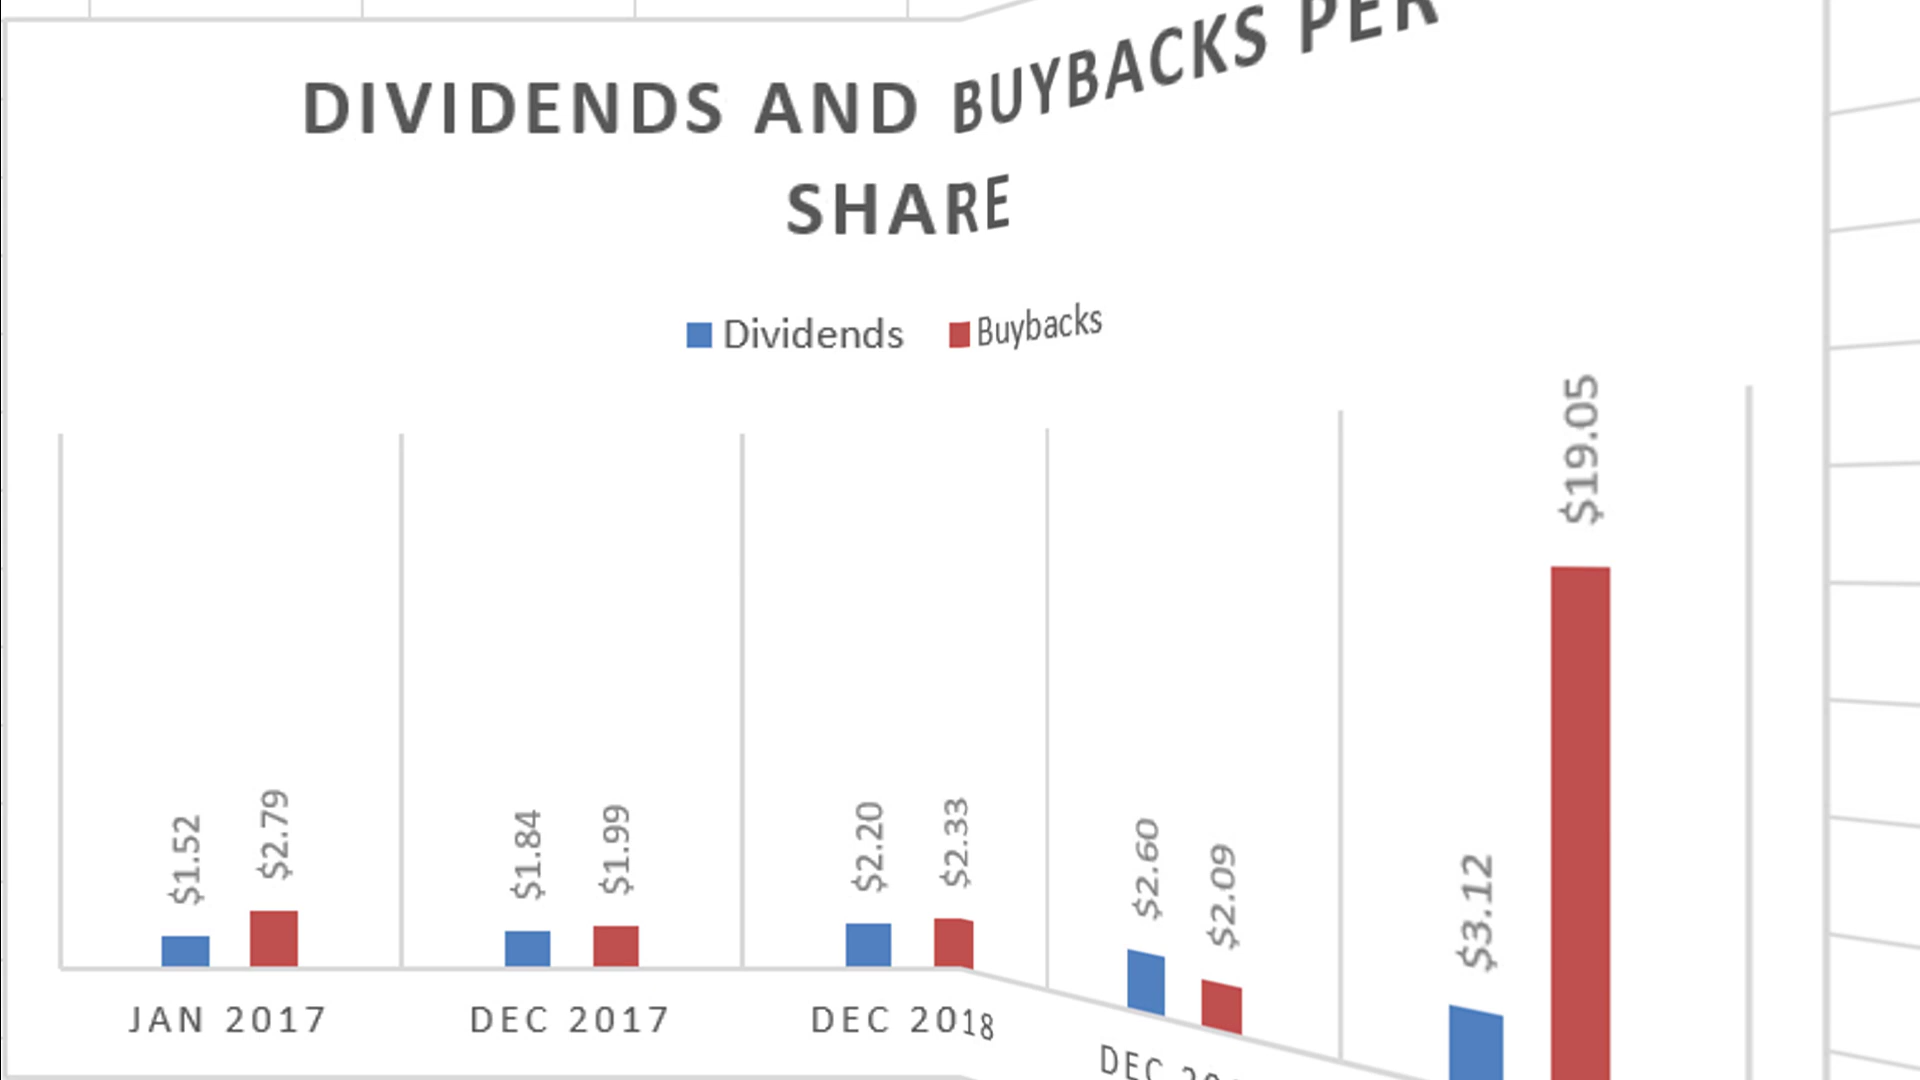 DIVIDENDS AND BUYBACKS PER
SHARE
Dividends Buybacks
$19.05
$1.52 $2.79 $1.84 $1.99 $2.20 $2.33 $2.60 $2.09 $3.12
JAN 2017 DEC 2017 DEC 2018 DEC